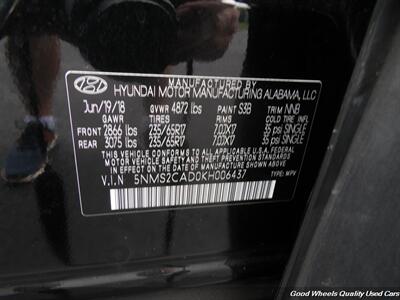 MANUFACTURED BY
HYUNDAI MOTOR MANUFACTURING ALABAMA, LLC
Jun/19/18 GVWR 4872 lbs PAINT S3B TRIM NNB
GAWR TIRES RIMS COLD TIRE INFL
FRONT 2866 lbs 235/65R17 7.0JX17 35 psi SINGLE
REAR 3075 lbs 235/65R17 7.0JX17 35 psi SINGLE
THIS VEHICLE CONFORMS TO ALL APPLICABLE U.S.A. FEDERAL
MOTOR VEHICLE SAFETY STANDARDS IN EFFECT ON THE DATE OF
MANUFACTURE SHOWN ABOVE.
V.I.N 5NMS2CAD0KH006437 TYPE: MPV
© Good Wheels Quality Used Cars